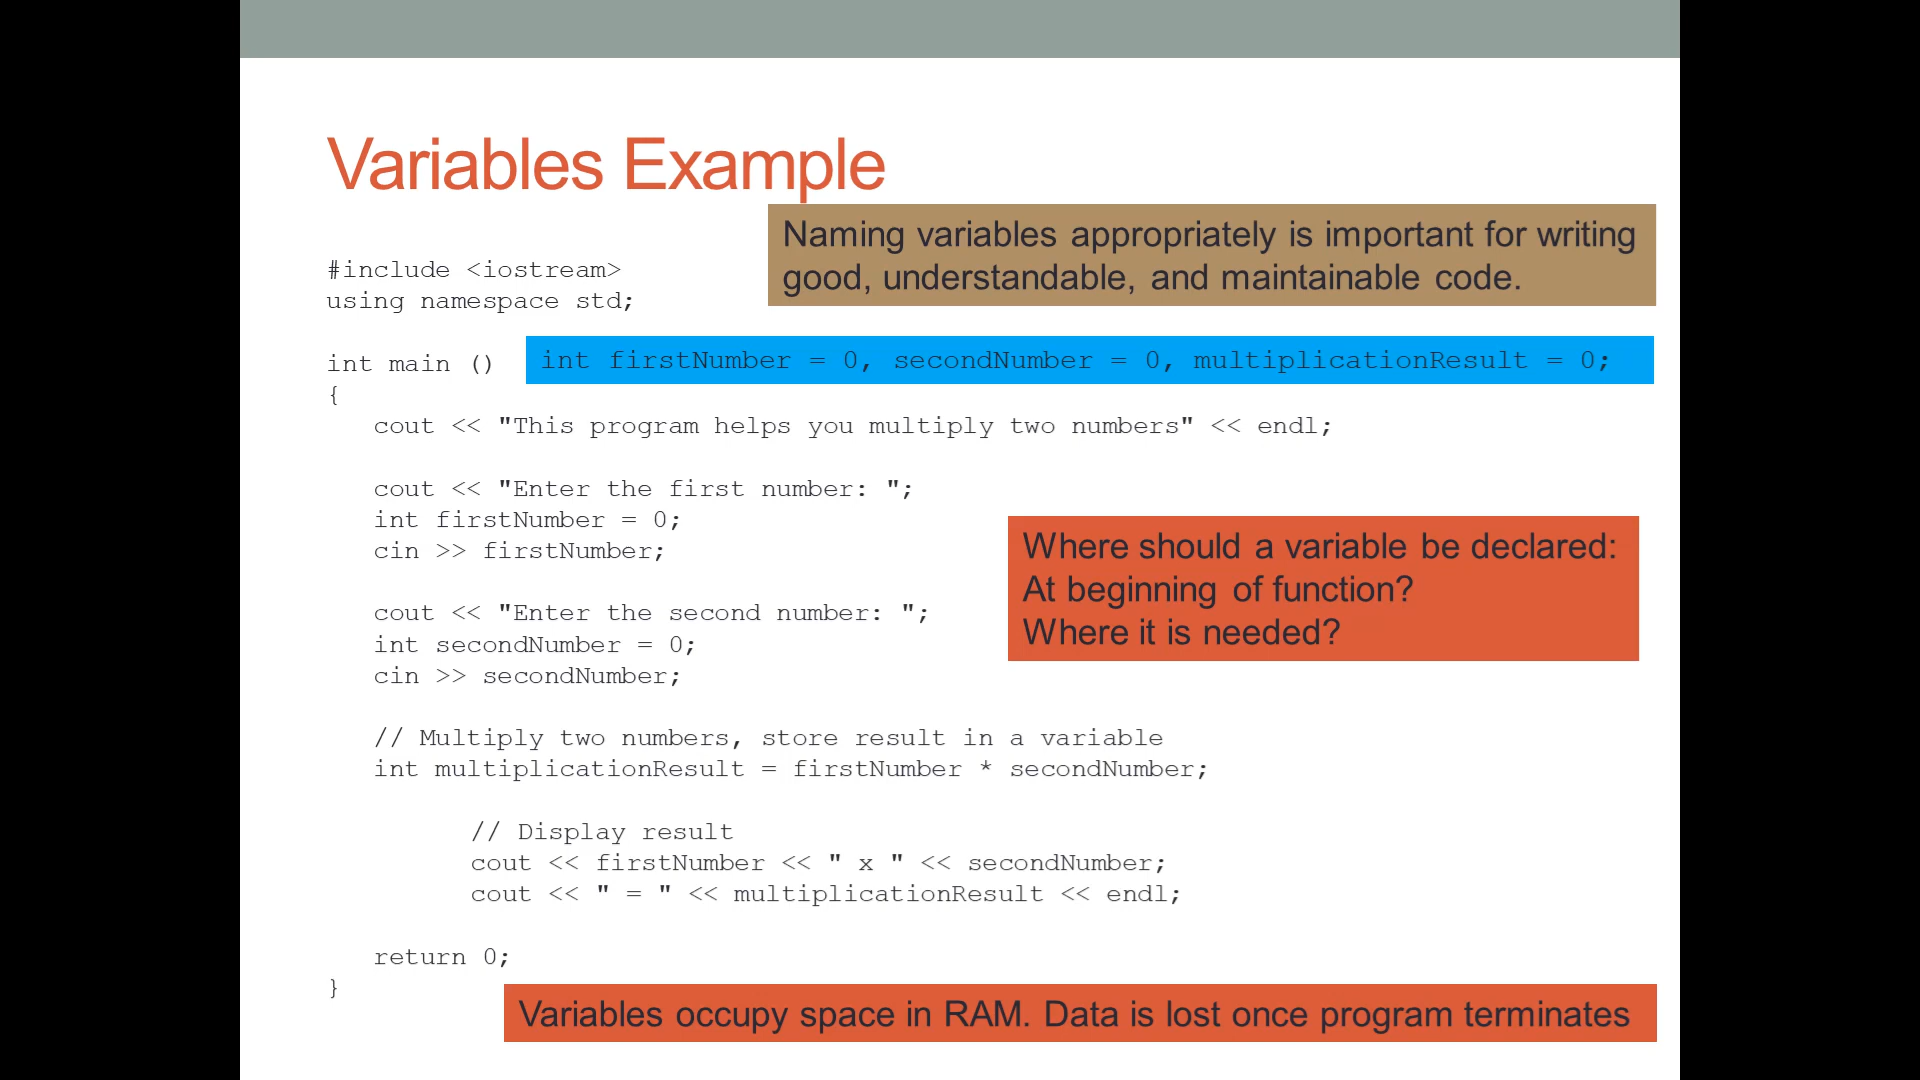 Variables Example
Naming variables appropriately is important for writing
good, understandable, and maintainable code.
#include <iostream>
using namespace std;
int main ()
int firstNumber = 0, secondNumber = 0, multiplicationResult = 0;
{
cout << "This program helps you multiply two numbers" << endl;
cout << "Enter the first number: ";
int firstNumber = 0;
cin >> firstNumber;
Where should a variable be declared:
At beginning of function?
Where it is needed?
cout << "Enter the second number: ";
int secondNumber = 0;
cin >> secondNumber;
// Multiply two numbers, store result in a variable
int multiplicationResult = firstNumber * secondNumber;
// Display result
cout << firstNumber << " x " << secondNumber;
cout << " = " << multiplicationResult << endl;
return 0;
}
Variables occupy space in RAM. Data is lost once program terminates